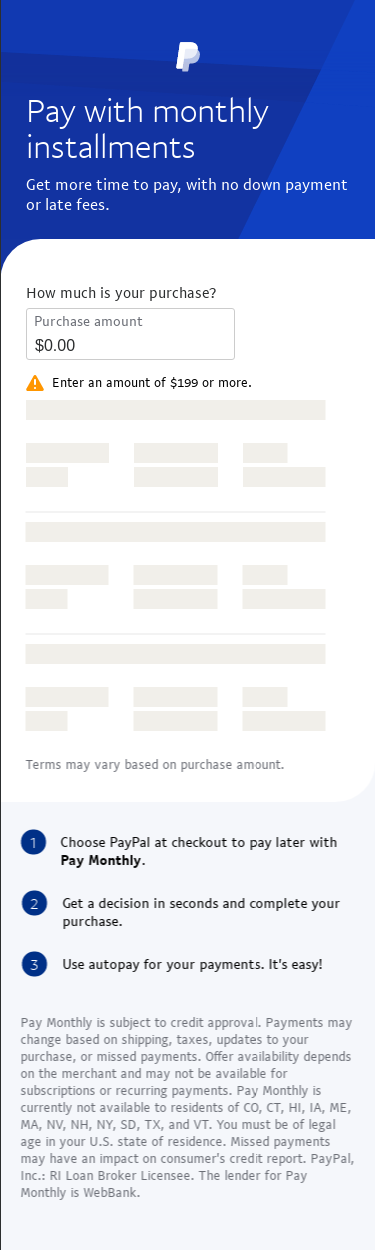 Pay with monthly
installments
Get more time to pay, with no down payment
or late fees.
How much is your purchase?
Purchase amount
$0.00
Enter an amount of $199 or more.
Terms may vary based on purchase amount.
1 Choose PayPal at checkout to pay later with
Pay Monthly.
2 Get a decision in seconds and complete your
purchase.
3 Use autopay for your payments. It's easy!
Pay Monthly is subject to credit approval. Payments may
change based on shipping, taxes, updates to your
purchase, or missed payments. Offer availability depends
on the merchant and may not be available for
subscriptions or recurring payments. Pay Monthly is
currently not available to residents of CO, CT, HI, IA, ME,
MA, NV, NH, NY, SD, TX, and VT. You must be of legal
age in your U.S. state of residence. Missed payments
may have an impact on consumer's credit report. PayPal,
Inc.: RI Loan Broker Licensee. The lender for Pay
Monthly is WebBank.